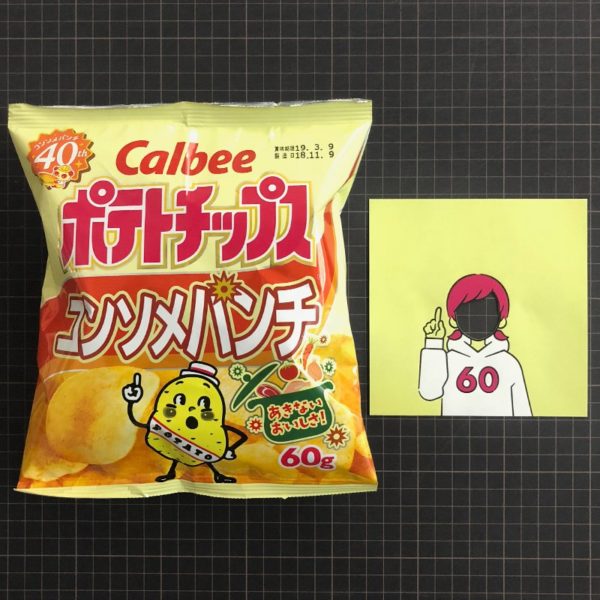 コンソメパンチ
40th
Calbee
賞味期限19.3.9
製造日18.11.9
ポテトチップス
コンソメパンチ
あきない
おいしさ!
POTATO
60g
60